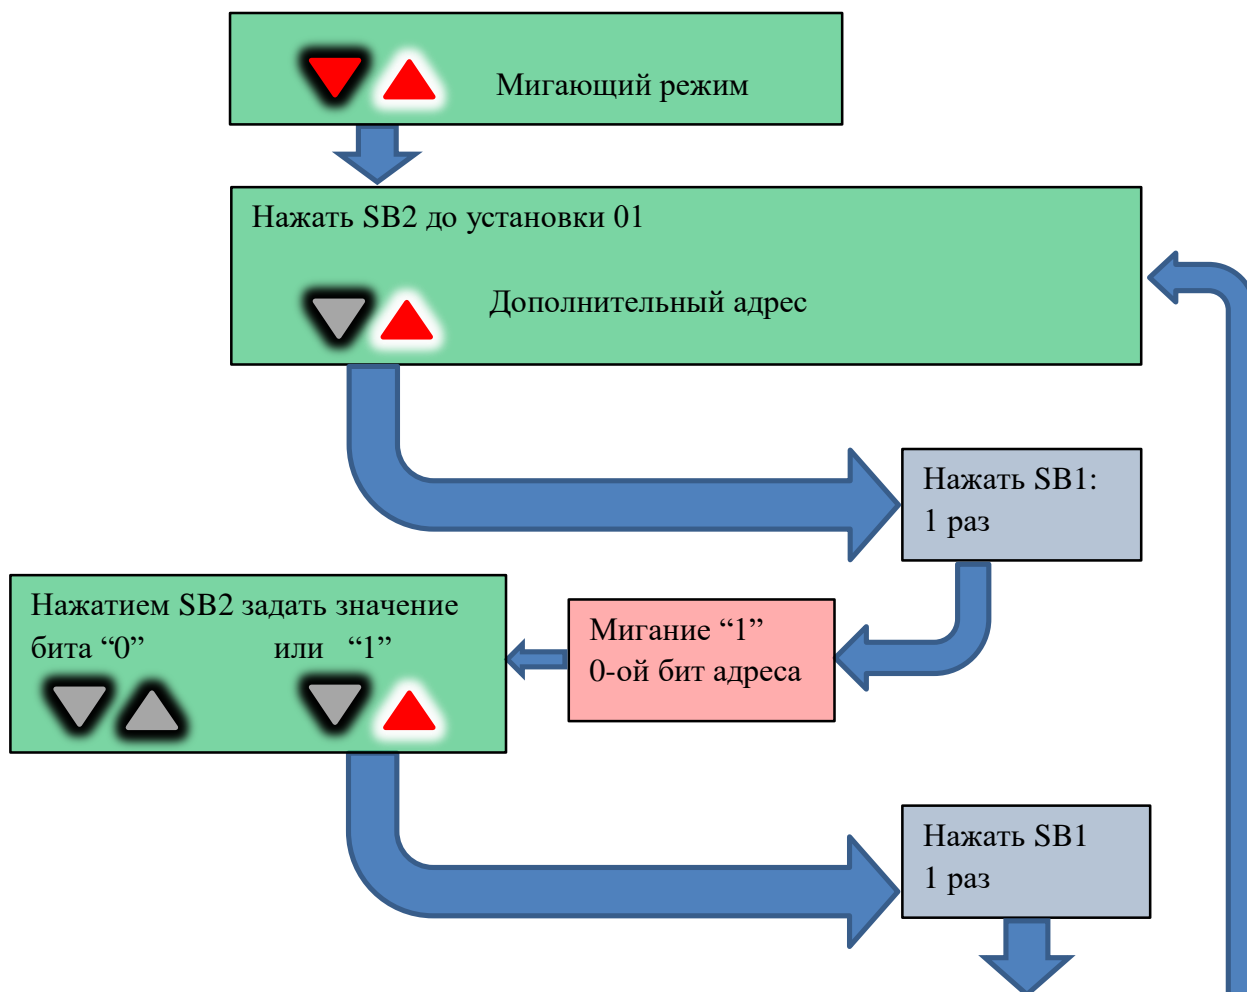 Мигающий режим
Нажать SB2 до установки 01
Дополнительный адрес
Нажать SB1:
1 раз
Нажатием SB2 задать значение
бита “0” или “1”
Мигание “1”
0-ой бит адреса
Нажать SB1
1 раз